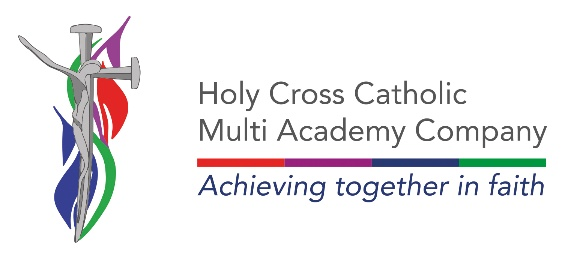 Holy Cross Catholic
Multi Academy Company
Achieving together in faith